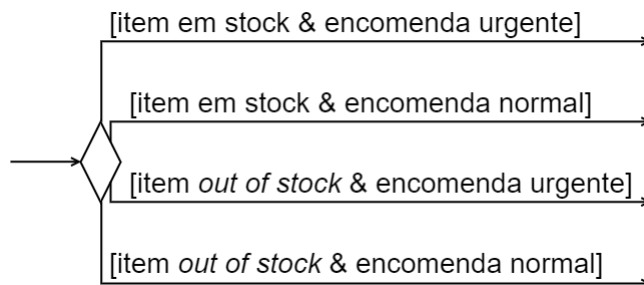 [item em stock & encomenda urgente]
[item em stock & encomenda normal]
[item out of stock & encomenda urgente]
[item out of stock & encomenda normal]